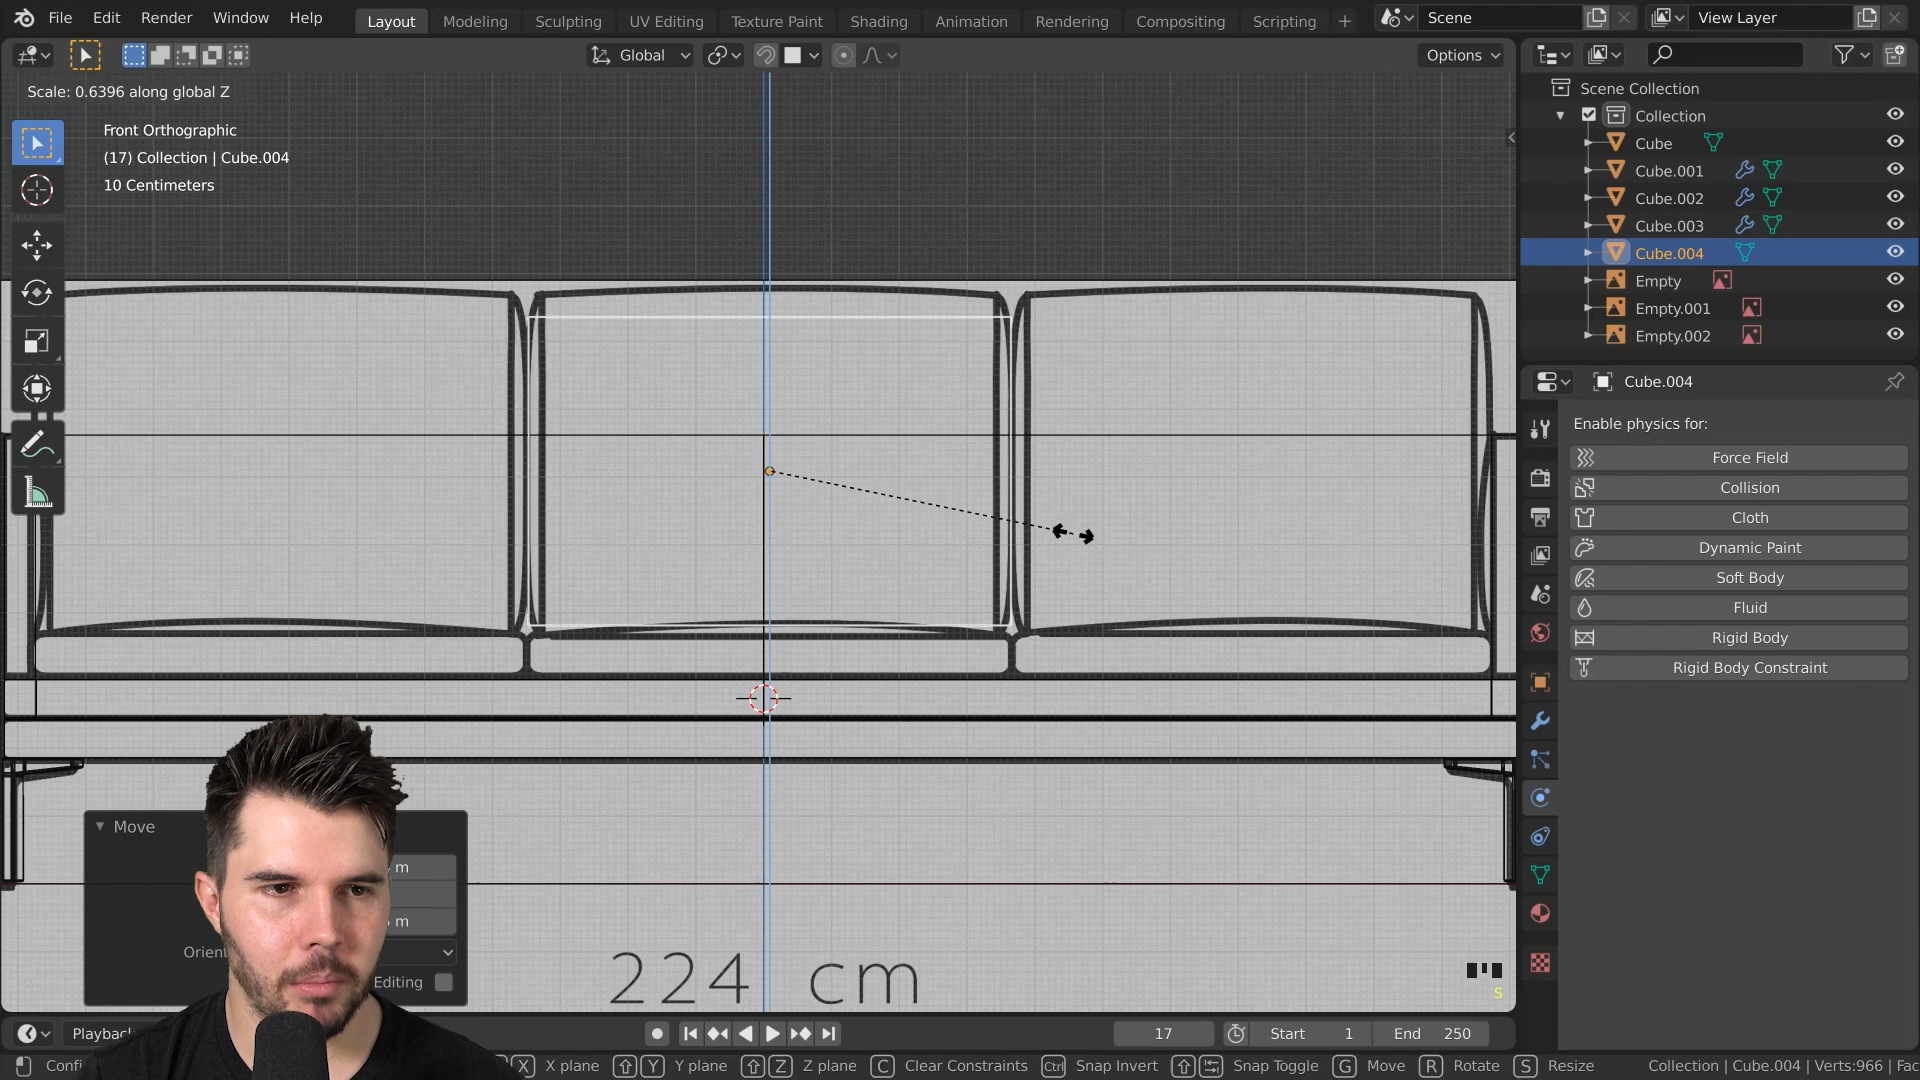 File Edit Render Window Help Layout Modeling Sculpting UV Editing Texture Paint Shading Animation Rendering Compositing Scripting + Scene View Layer
Global Options
Scale: 0.6396 along global Z
Front Orthographic
(17) Collection | Cube.004
10 Centimeters
Scene Collection
Collection
Cube
Cube.001
Cube.002
Cube.003
Cube.004
Empty
Empty.001
Empty.002
Cube.004
Enable physics for:
Force Field
Collision
Cloth
Dynamic Paint
Soft Body
Fluid
Rigid Body
Rigid Body Constraint
Move
m
m
Editing
224 cm
S
17 Start 1 End 250
X X plane Y Y plane Z Z plane C Clear Constraints Ctrl Snap Invert Snap Toggle G Move R Rotate S Resize Collection | Cube.004 | Verts:966 |